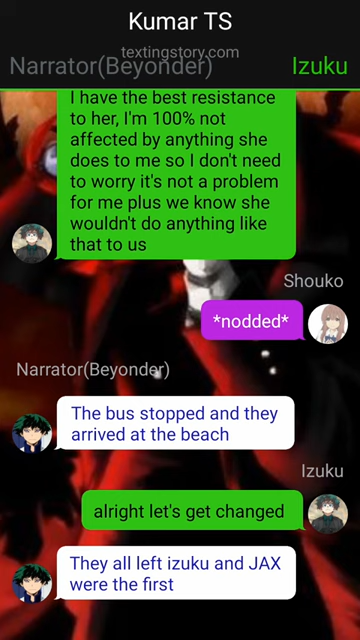 Kumar TS
textingstory.com
Narrator(Beyonder)
Izuku
I have the best resistance
to her, I'm 100% not
affected by anything she
does to me so I don't need
to worry it's not a problem
for me plus we know she
wouldn't do anything like
that to us
Shouko
*nodded*
Narrator(Beyonder)
The bus stopped and they
arrived at the beach
Izuku
alright let's get changed
They all left izuku and JAX
were the first